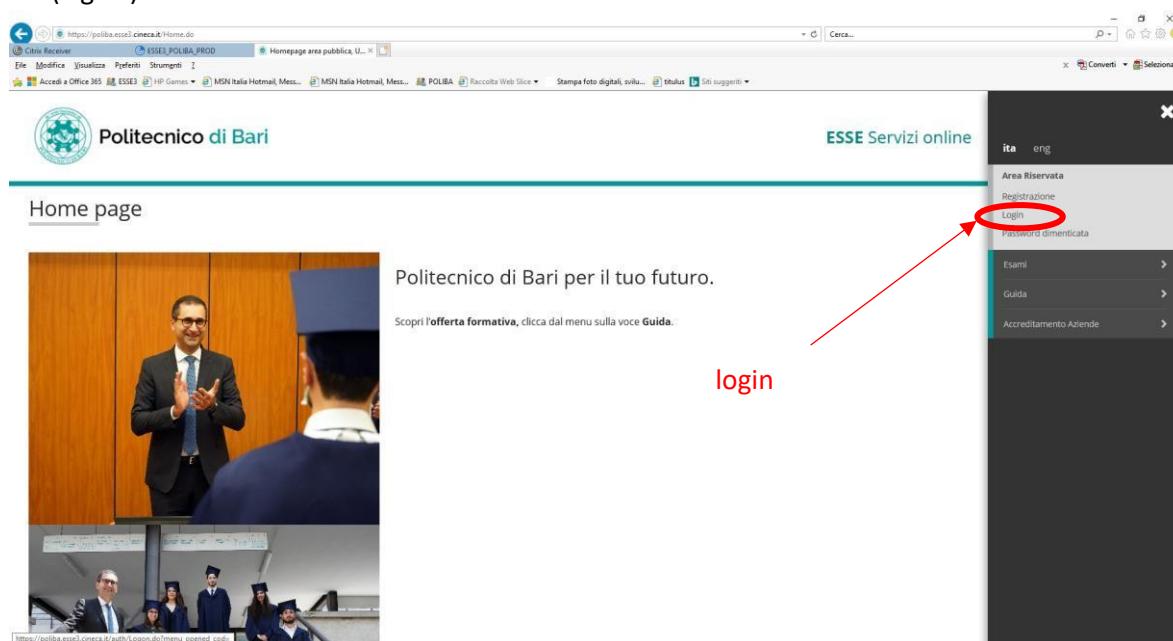 https://poliba.esse3.cineca.it/Home.do
Cerca...
Citrix Receiver
ESSE3_POLIBA_PROD
Homepage area pubblica, U...
File Modifica Visualizza Preferiti Strumenti ?
Converti
Seleziona
Accedi a Office 365
ESSE3
HP Games
MSN Italia Hotmail, Mess...
MSN Italia Hotmail, Mess...
POLIBA
Raccolta Web Slice
Stampa foto digitali, svilu...
titulus
Siti suggeriti
Politecnico di Bari
ESSE Servizi online
ita eng
Area Riservata
Registrazione
Login
Password dimenticata
Esami
Guida
Accreditamento Aziende
Home page
Politecnico di Bari per il tuo futuro.
Scopri l'offerta formativa, clicca dal menu sulla voce Guida.
login
https://poliba.esse3.cineca.it/auth/Logon.do?menu_opened_cod=